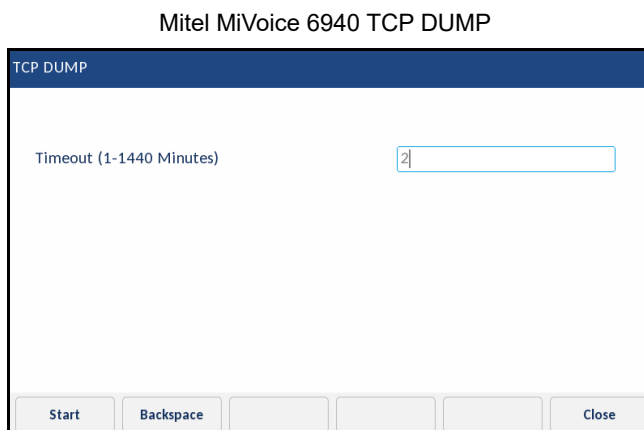 Mitel MiVoice 6940 TCP DUMP
TCP DUMP
Timeout (1-1440 Minutes) 2
Start Backspace Close